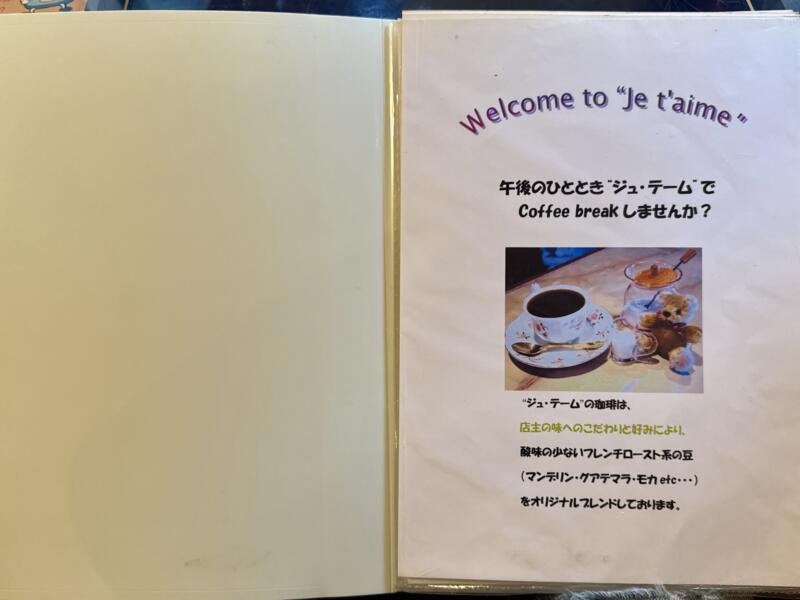 Welcome to “Je t'aime”
午後のひととき“ジュ・テーム”で
Coffee break しませんか？
“ジュ・テーム”の珈琲は、
店主の味へのこだわりと好みにより、
酸味の少ないフレンチロースト系の豆
（マンデリン・グアテマラ・モカ etc・・・）
をオリジナルブレンドしております。